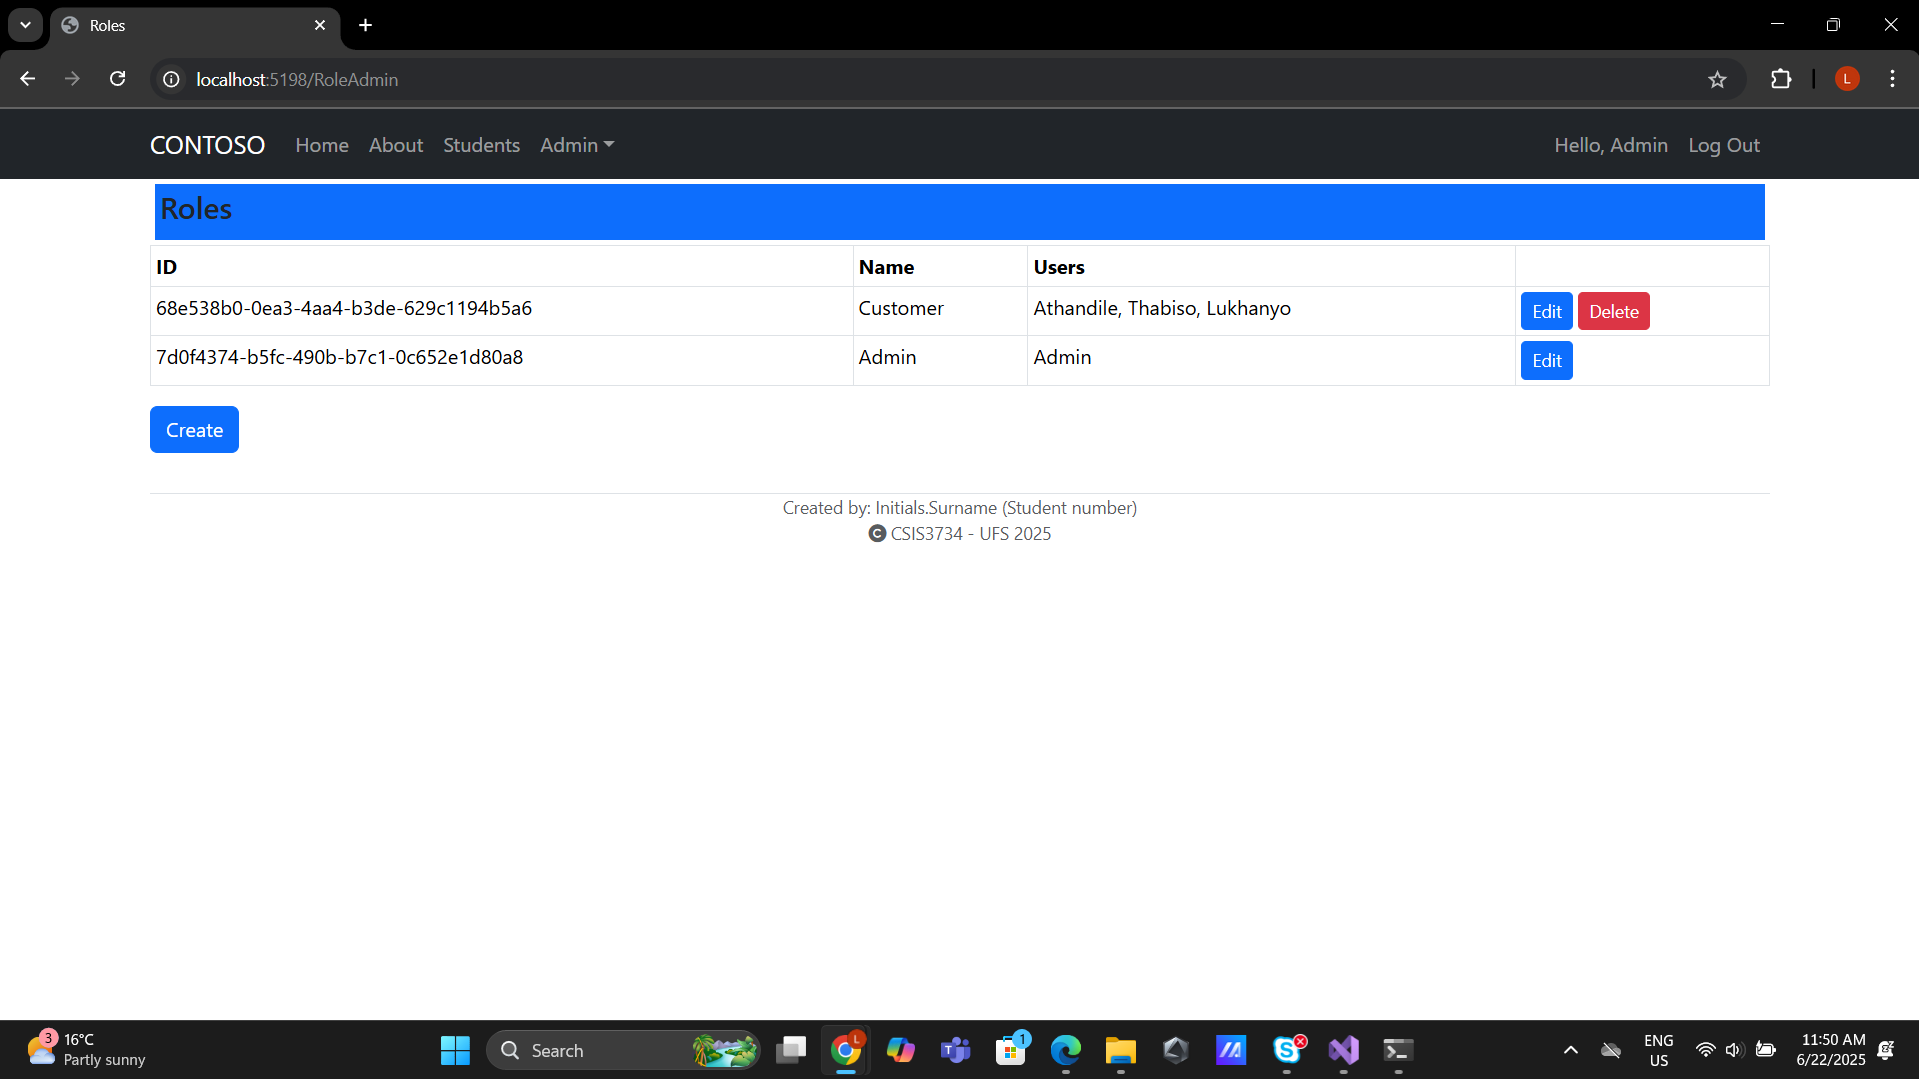 Roles
localhost:5198/RoleAdmin
L
CONTOSO Home About Students Admin Hello, Admin Log Out
Roles
ID Name Users
68e538b0-0ea3-4aa4-b3de-629c1194b5a6 Customer Athandile, Thabiso, Lukhanyo Edit Delete
7d0f4374-b5fc-490b-b7c1-0c652e1d80a8 Admin Admin Edit
Create
Created by: Initials.Surname (Student number)
C CSIS3734 - UFS 2025
3 16°C
Partly sunny
Search
L
T
1
S
ENG
US
11:50 AM
6/22/2025